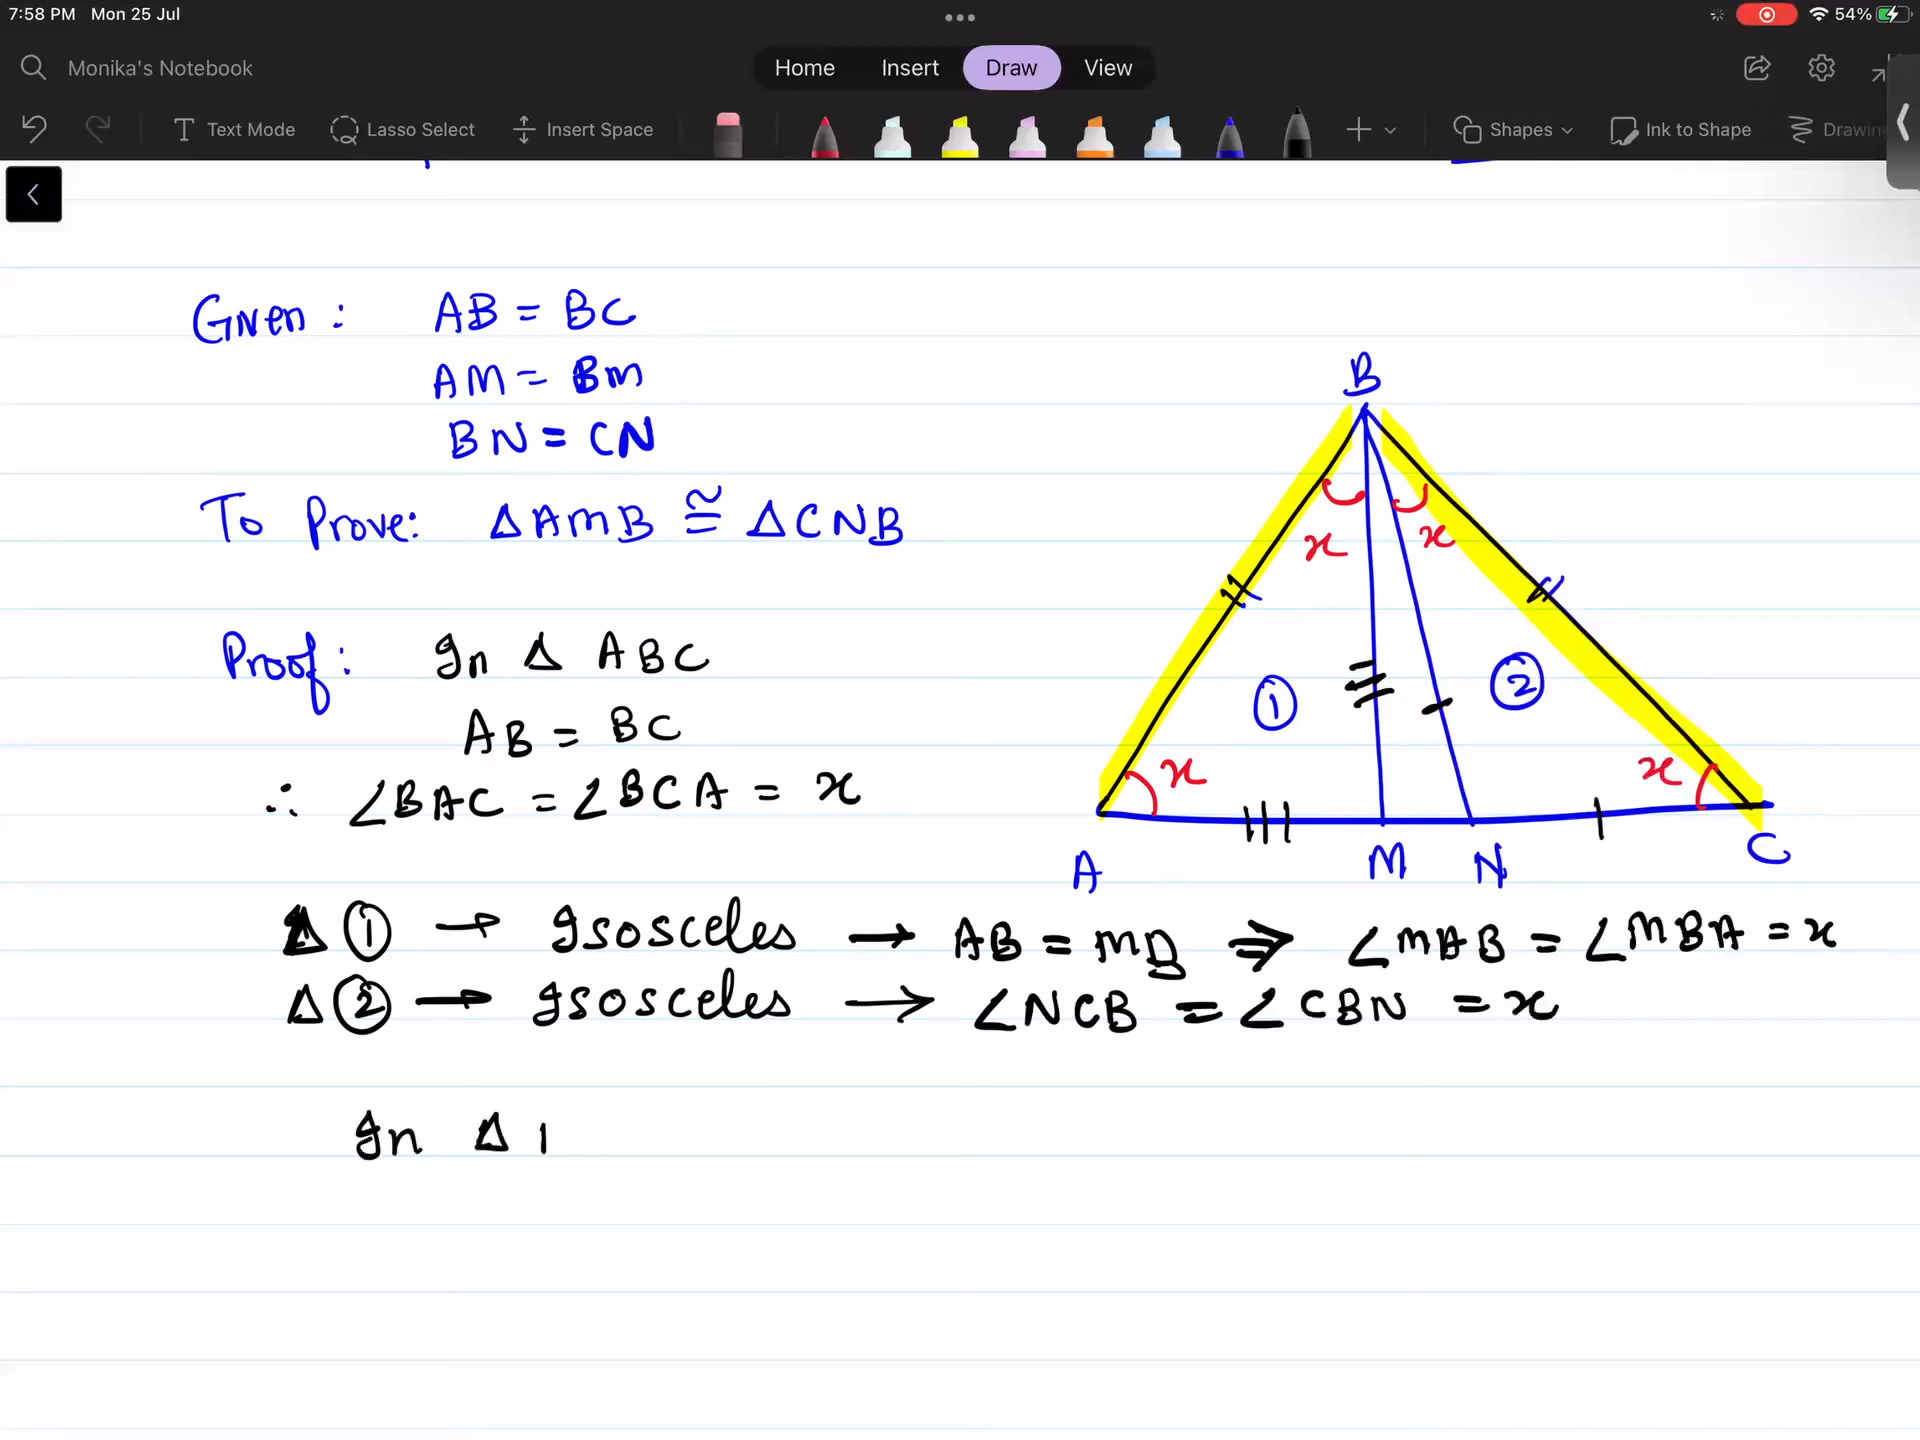 7:58 PM Mon 25 Jul
54%
Monika's Notebook
Home Insert Draw View
Text Mode Lasso Select Insert Space Shapes Ink to Shape Drawin
Given : AB = BC
AM = BM
BN = CN
To Prove: ΔAMB ≅ ΔCNB
Proof: In Δ ABC
AB = BC
∴ ∠BAC = ∠BCA = x
B
x x
1 2
x x
A M N C
Δ ① → Isosceles → AB = MB ⇒ ∠MAB = ∠MBA = x
Δ ② → Isosceles → ∠NCB = ∠CBN = x
In Δ I